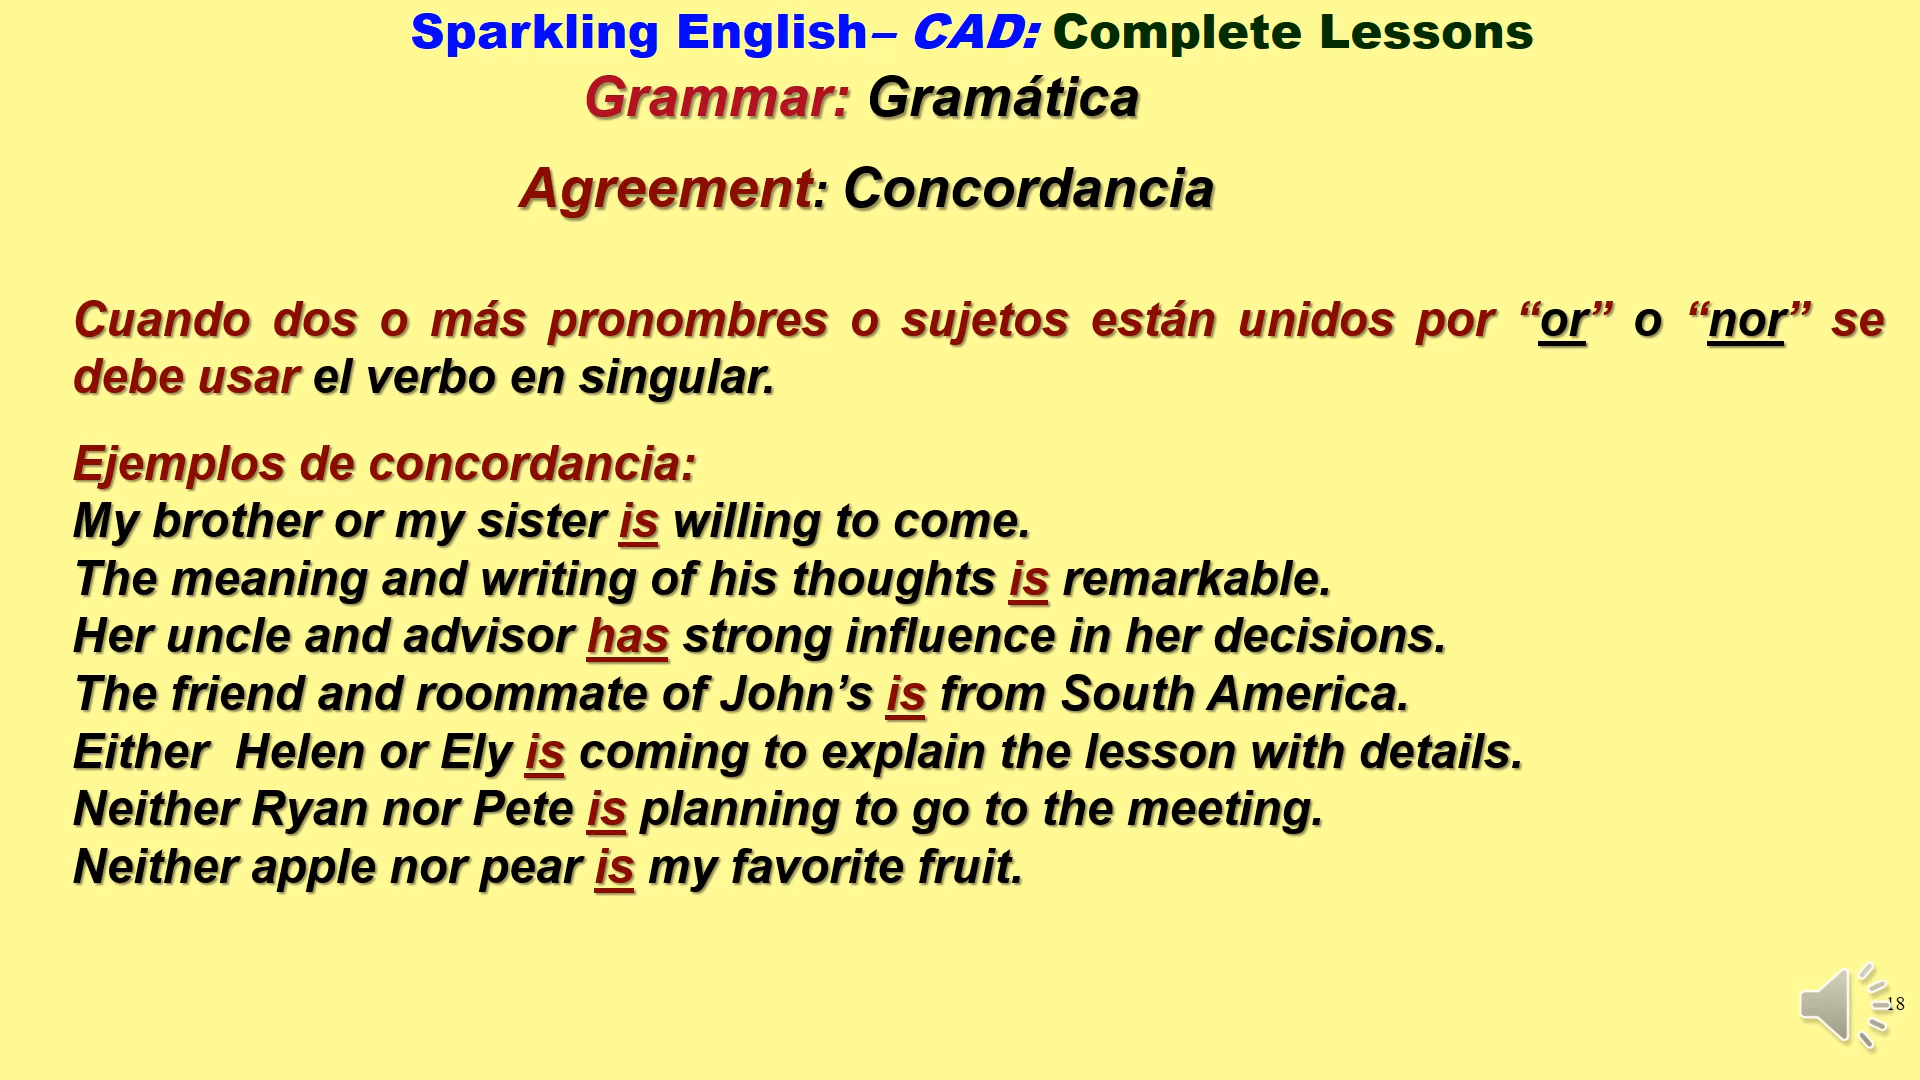 Sparkling English– CAD: Complete Lessons
Grammar: Gramática
Agreement: Concordancia
Cuando dos o más pronombres o sujetos están unidos por “or” o “nor” se
debe usar el verbo en singular.
Ejemplos de concordancia:
My brother or my sister is willing to come.
The meaning and writing of his thoughts is remarkable.
Her uncle and advisor has strong influence in her decisions.
The friend and roommate of John’s is from South America.
Either  Helen or Ely is coming to explain the lesson with details.
Neither Ryan nor Pete is planning to go to the meeting.
Neither apple nor pear is my favorite fruit.
18